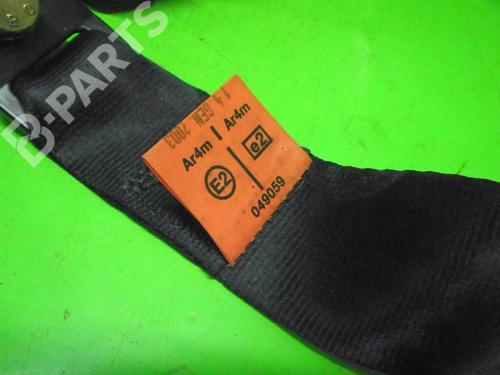 B-PARTS
14 GEN 2003
Ar4m | Ar4m
E2 | e2
049059